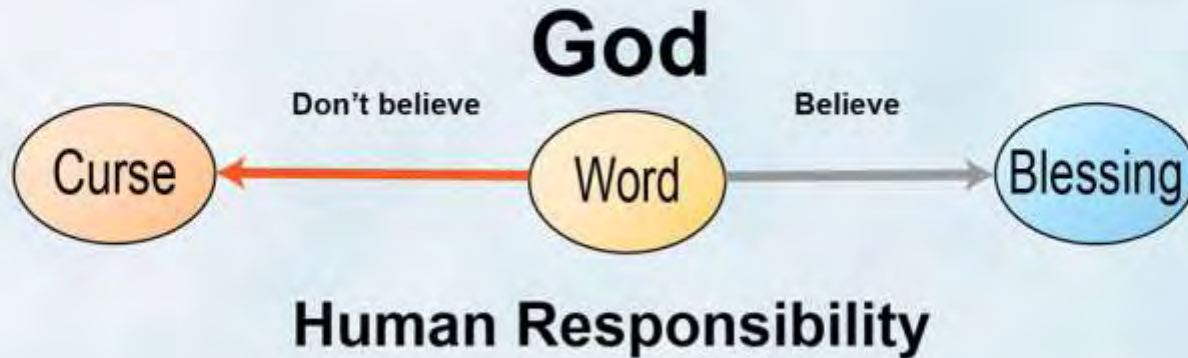 God
Don't believe
Believe
Curse
Word
Blessing
Human Responsibility